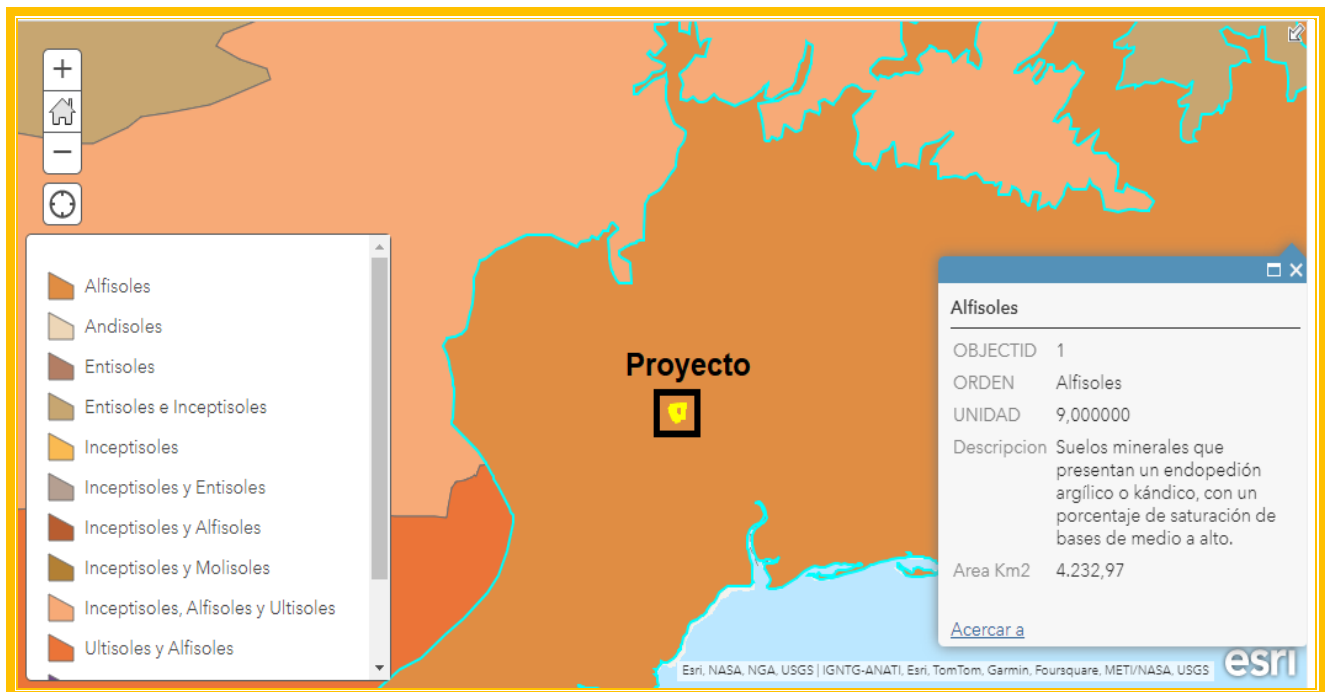 Alfisoles
Andisoles
Entisoles
Entisoles e Inceptisoles
Inceptisoles
Inceptisoles y Entisoles
Inceptisoles y Alfisoles
Inceptisoles y Molisoles
Inceptisoles, Alfisoles y Ultisoles
Ultisoles y Alfisoles
Proyecto
Alfisoles
OBJECTID 1
ORDEN Alfisoles
UNIDAD 9,000000
Descripcion Suelos minerales que
presentan un endopedión
argílico o kándico, con un
porcentaje de saturación de
bases de medio a alto.
Area Km2 4.232,97
Acercar a
Esri, NASA, NGA, USGS | IGNTG-ANATI, Esri, TomTom, Garmin, Foursquare, METI/NASA, USGS
esri